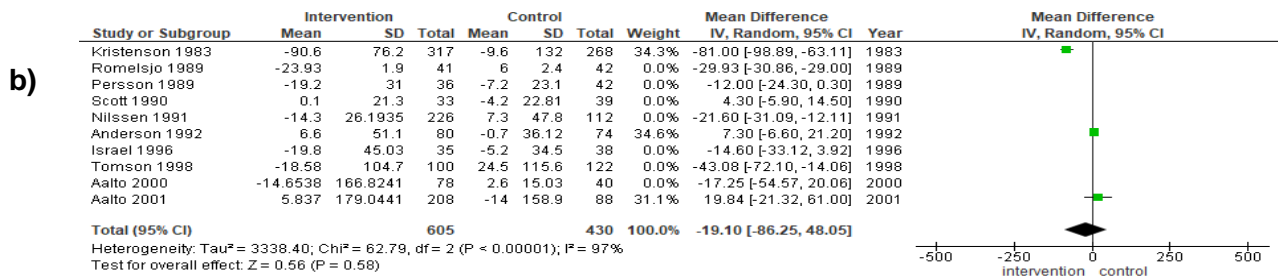 b)
Intervention Control Mean Difference Mean Difference
Study or Subgroup Mean SD Total Mean SD Total Weight IV, Random, 95% CI Year IV, Random, 95% CI
Kristenson 1983 -90.6 76.2 317 -9.6 132 268 34.3% -81.00 [-98.89, -63.11] 1983
Romelsjo 1989 -23.93 1.9 41 6 2.4 42 0.0% -29.93 [-30.86, -29.00] 1989
Persson 1989 -19.2 31 36 -7.2 23.1 42 0.0% -12.00 [-24.30, 0.30] 1989
Scott 1990 0.1 21.3 33 -4.2 22.81 39 0.0% 4.30 [-5.90, 14.50] 1990
Nilssen 1991 -14.3 26.1935 226 7.3 47.8 112 0.0% -21.60 [-31.09, -12.11] 1991
Anderson 1992 6.6 51.1 80 -0.7 36.12 74 34.6% 7.30 [-6.60, 21.20] 1992
Israel 1996 -19.8 45.03 35 -5.2 34.5 38 0.0% -14.60 [-33.12, 3.92] 1996
Tomson 1998 -18.58 104.7 100 24.5 115.6 122 0.0% -43.08 [-72.10, -14.06] 1998
Aalto 2000 -14.6538 166.8241 78 2.6 15.03 40 0.0% -17.25 [-54.57, 20.06] 2000
Aalto 2001 5.837 179.0441 208 -14 158.9 88 31.1% 19.84 [-21.32, 61.00] 2001
Total (95% CI) 605 430 100.0% -19.10 [-86.25, 48.05]
Heterogeneity: Tau² = 3338.40; Chi² = 62.79, df = 2 (P < 0.00001); I² = 97%
Test for overall effect: Z = 0.56 (P = 0.58)
-500 -250 0 250 500
intervention control